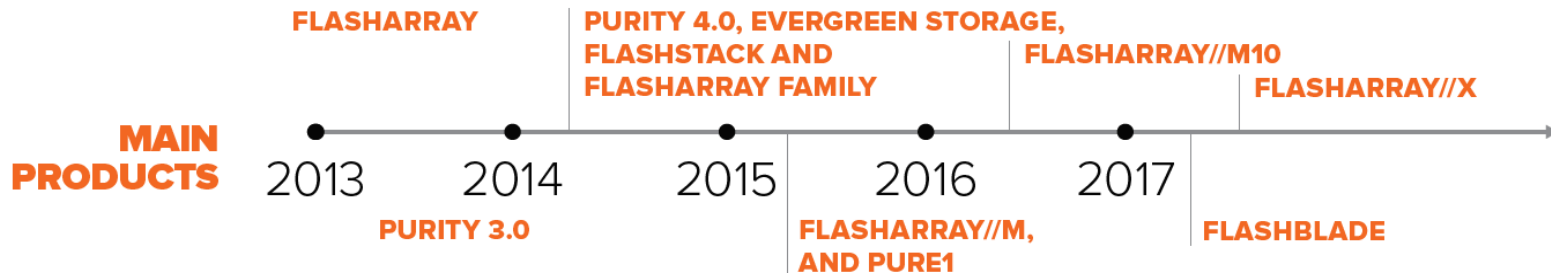 FLASHARRAY
PURITY 4.0, EVERGREEN STORAGE,
FLASHSTACK AND
FLASHARRAY FAMILY
FLASHARRAY//M10
FLASHARRAY//X
MAIN
PRODUCTS
2013
2014
2015
2016
2017
PURITY 3.0
FLASHARRAY//M,
AND PURE1
FLASHBLADE